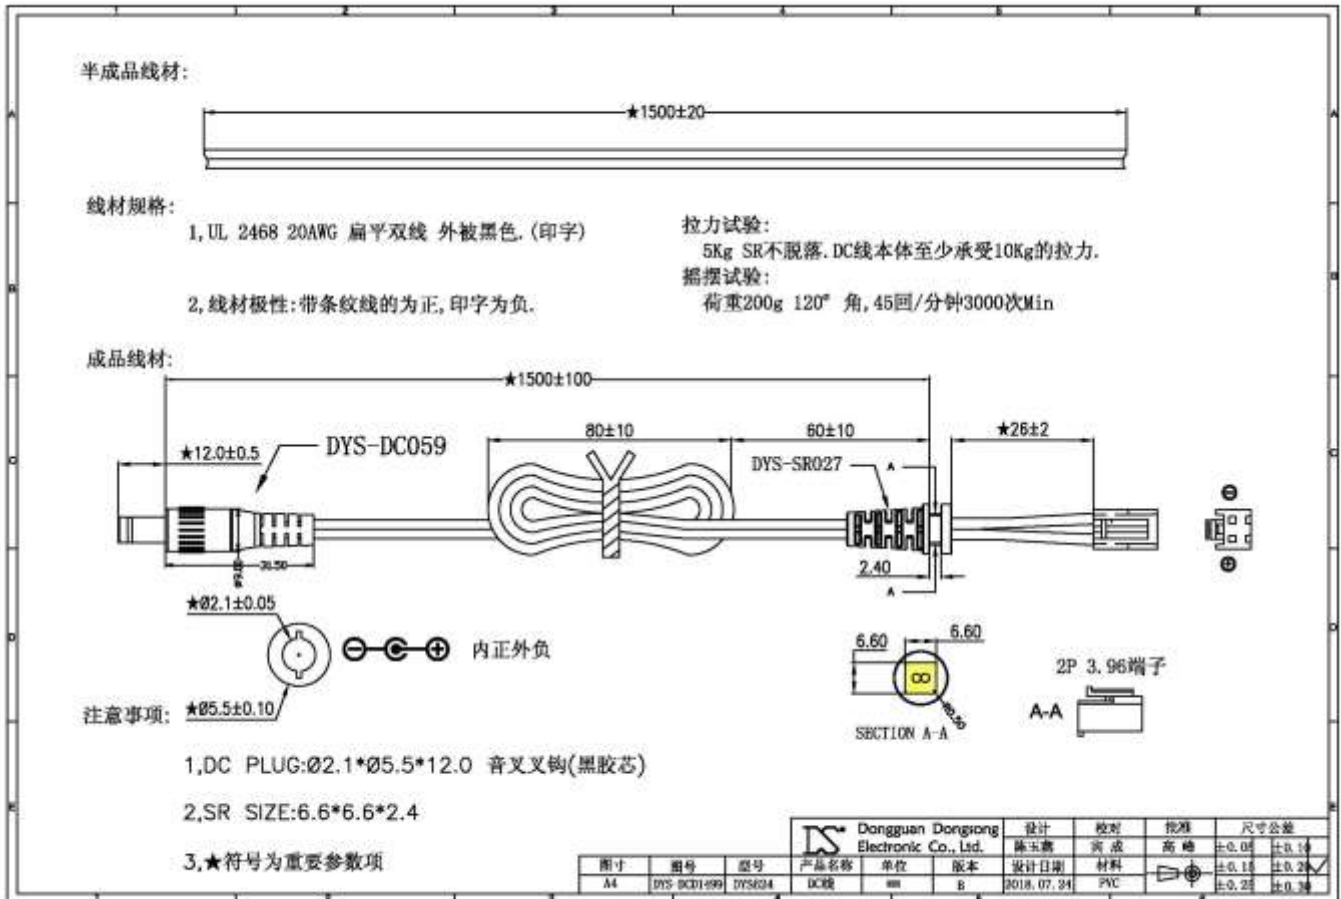 半成品线材:
★1500±20
线材规格:
1,UL 2468 20AWG 扁平双线 外被黑色.(印字)
2,线材极性:带条纹线的为正,印字为负.
拉力试验:
5Kg SR不脱落.DC线本体至少承受10Kg的拉力.
摇摆试验:
荷重200g 120° 角,45回/分钟3000次Min
成品线材:
★1500±100
★12.0±0.5
DYS-DC059
80±10
60±10
★26±2
DYS-SR027
A
2.40
A
★Ø2.1±0.05
内正外负
★Ø5.5±0.10
6.60
6.60
R0.50
SECTION A-A
2P 3.96端子
A-A
注意事项:
1,DC PLUG:Ø2.1*Ø5.5*12.0 音叉叉钩(黑胶芯)
2,SR SIZE:6.6*6.6*2.4
3,★符号为重要参数项
Dongguan Dongsong
Electronic Co., Ltd.
设计 校对 批准 尺寸公差
图寸 图号 型号 产品名称 单位 版本 设计日期 材料
A4 DYS624 DC线 mm B 2018.07.24 PVC